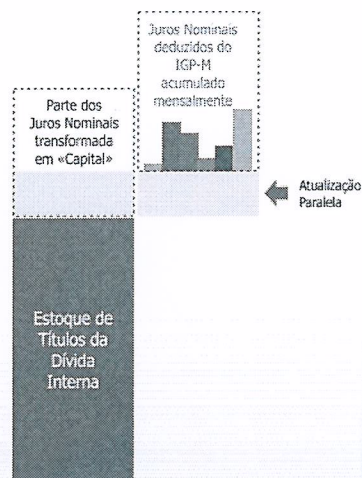 Juros Nominais
deduzidos do
IGP-M
acumulado
mensalmente
Parte dos
Juros Nominais
transformada
em «Capital»
Atualização
Paralela
Estoque de
Títulos da
Dívida
Interna